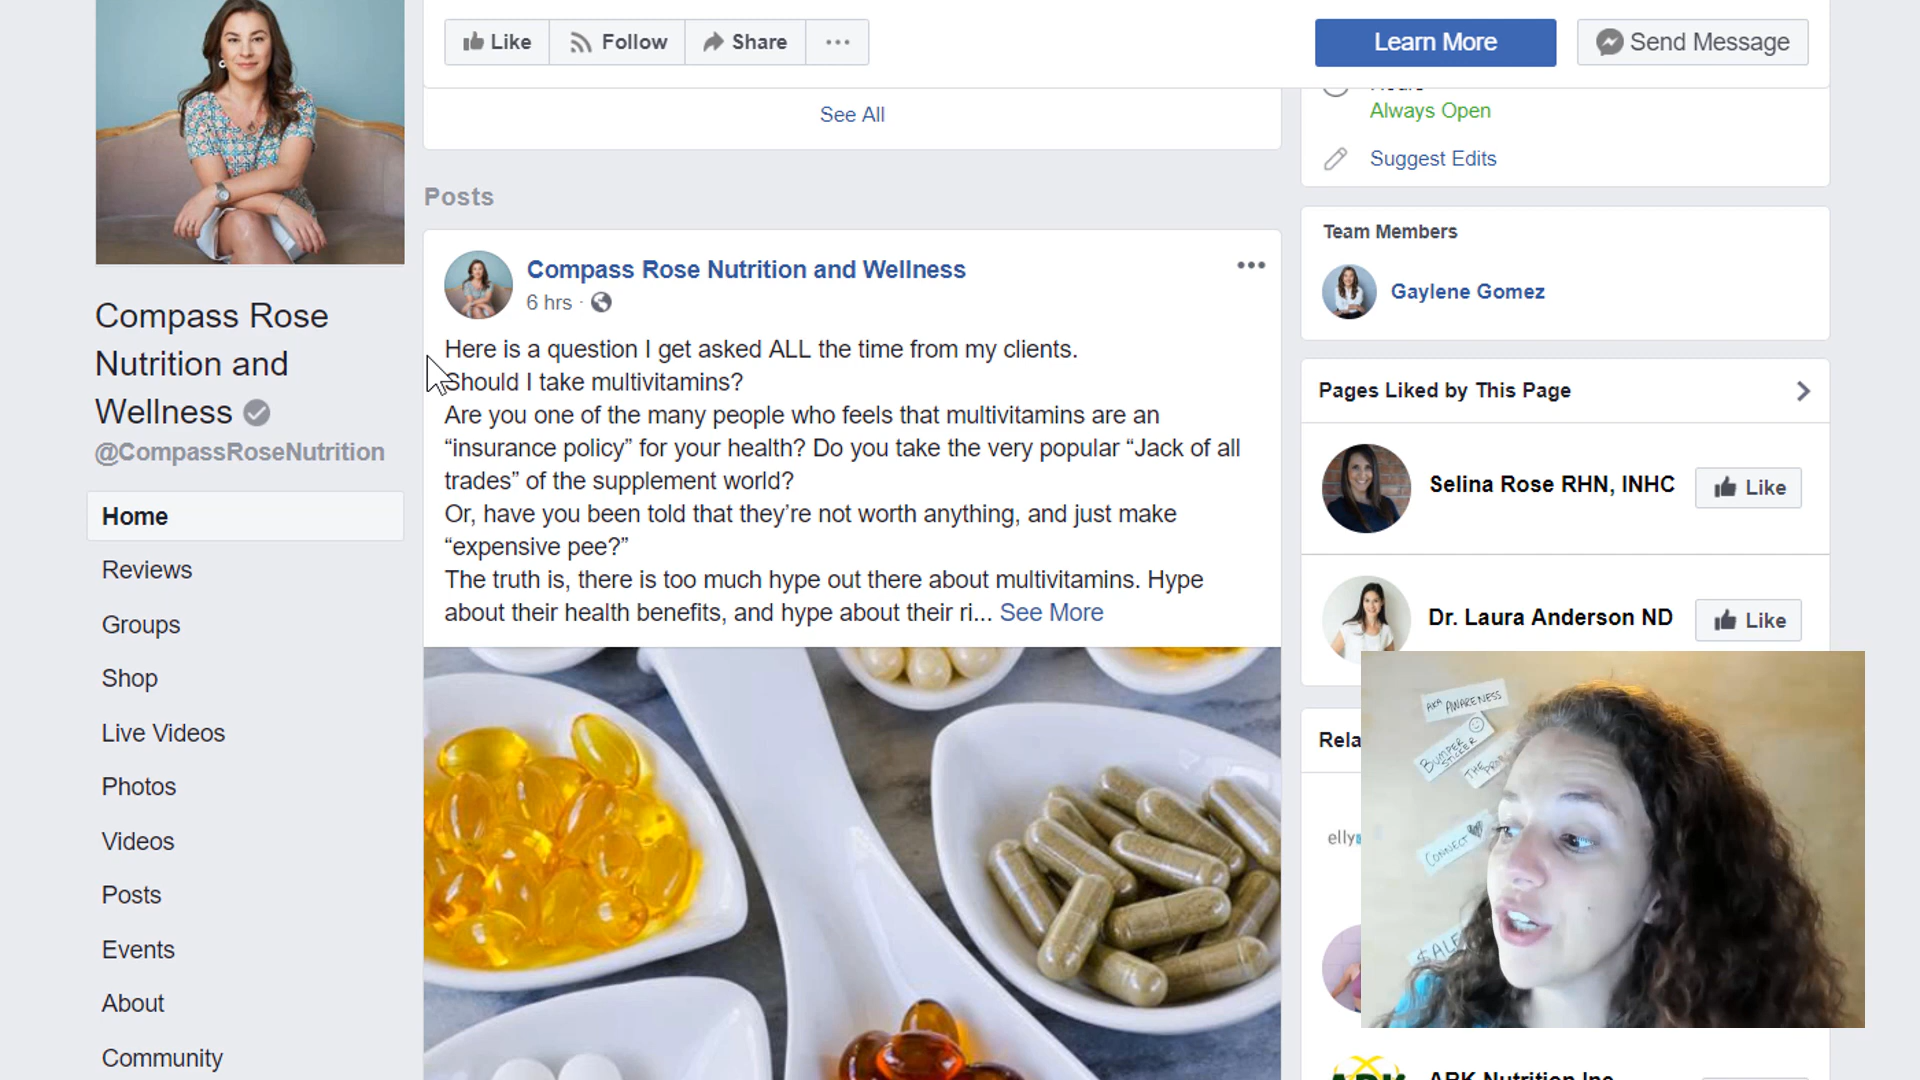 Like
Follow
Share
Learn More
Send Message
See All
Always Open
Suggest Edits
Posts
Team Members
Gaylene Gomez
Compass Rose Nutrition and Wellness
6 hrs ·
Here is a question I get asked ALL the time from my clients.
Should I take multivitamins?
Are you one of the many people who feels that multivitamins are an
“insurance policy” for your health? Do you take the very popular “Jack of all
trades” of the supplement world?
Or, have you been told that they’re not worth anything, and just make
“expensive pee?”
The truth is, there is too much hype out there about multivitamins. Hype
about their health benefits, and hype about their ri... See More
Compass Rose
Nutrition and
Wellness
@CompassRoseNutrition
Home
Reviews
Groups
Shop
Live Videos
Photos
Videos
Posts
Events
About
Community
Pages Liked by This Page
Selina Rose RHN, INHC
Like
Dr. Laura Anderson ND
Like
Rela
elly
AKA AWARENESS
BUMPER
STICKER
CONNECT
ARK Nutrition Inc